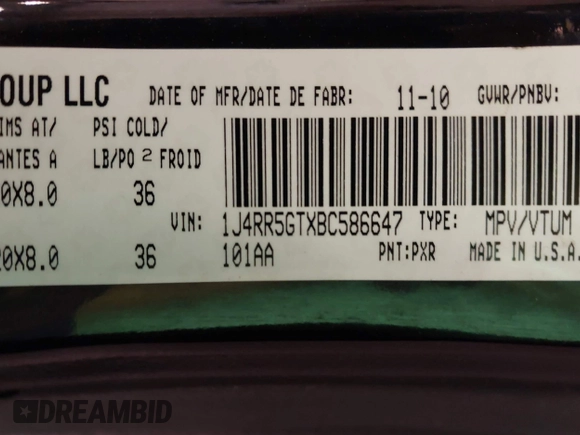 OUP LLC DATE OF MFR/DATE DE FABR: 11-10 GVWR/PNBV:
IMS AT/ PSI COLD/
ANTES A LB/PO 2 FROID
0X8.0 36
VIN: 1J4RR5GTXBC586647 TYPE: MPV/VTUM
20X8.0 36 101AA PNT:PXR MADE IN U.S.A.
DREAMBID